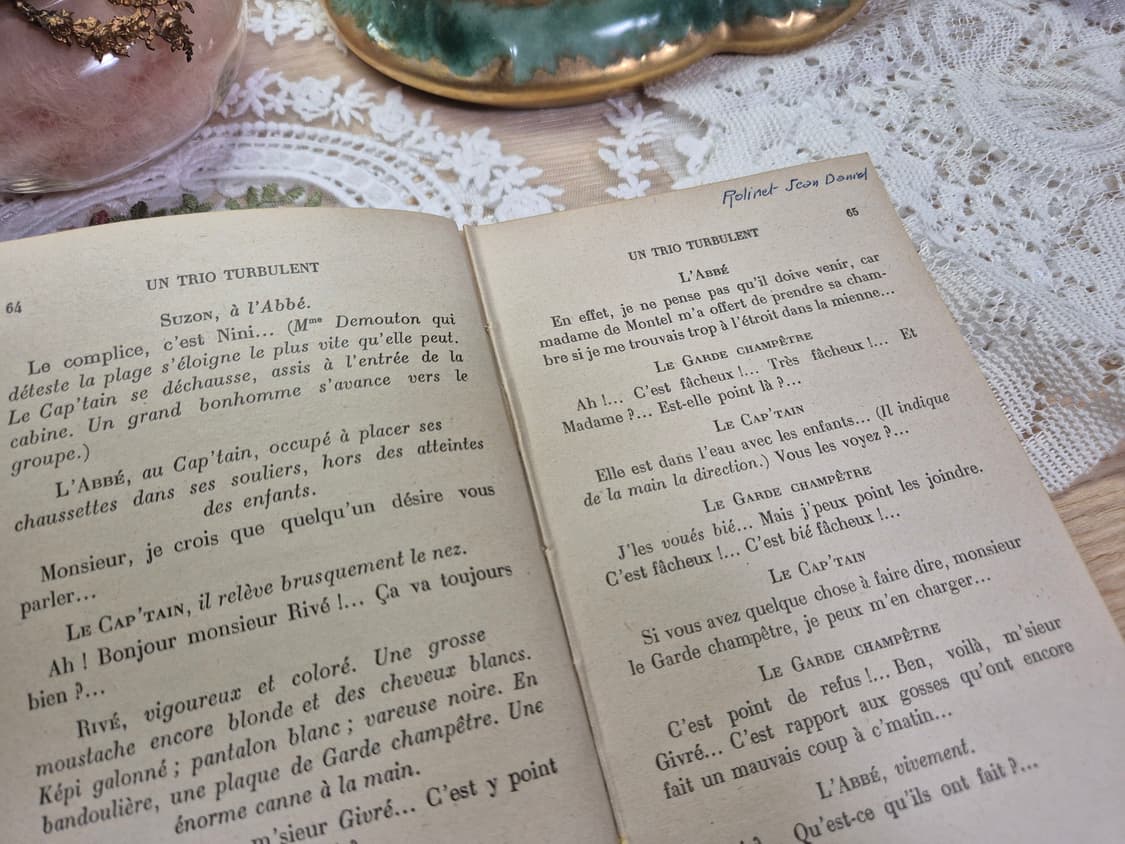 64
UN TRIO TURBULENT
SUZON, à l'Abbé.
Le complice, c'est Nini... (Mme Demouton qui
déteste la plage s'éloigne le plus vite qu'elle peut.
Le Cap'tain se déchausse, assis à l'entrée de la
cabine. Un grand bonhomme s'avance vers le
groupe.)
L'ABBÉ, au Cap'tain, occupé à placer ses
chaussettes dans ses souliers, hors des atteintes
des enfants.
Monsieur, je crois que quelqu'un désire vous
parler...
LE CAP'TAIN, il relève brusquement le nez.
Ah ! Bonjour monsieur Rivé !... Ça va toujours
bien ?...
RIVÉ, vigoureux et coloré. Une grosse
moustache encore blonde et des cheveux blancs.
Képi galonné ; pantalon blanc ; vareuse noire. En
bandoulière, une plaque de Garde champêtre. Une
énorme canne à la main.
m'sieur Givré... C'est y point
Rolinet Jean Daniel
65
UN TRIO TURBULENT
L'ABBÉ
En effet, je ne pense pas qu'il doive venir, car
madame de Montel m'a offert de prendre sa cham-
bre si je me trouvais trop à l'étroit dans la mienne...
LE GARDE CHAMPÊTRE
Ah !... C'est fâcheux !... Très fâcheux !... Et
Madame ?... Est-elle point là ?...
LE CAP'TAIN
Elle est dans l'eau avec les enfants... (Il indique
de la main la direction.) Vous les voyez ?...
LE GARDE CHAMPÊTRE
J'les voués bié... Mais j'peux point les joindre.
C'est fâcheux !... C'est bié fâcheux !...
LE CAP'TAIN
Si vous avez quelque chose à faire dire, monsieur
le Garde champêtre, je peux m'en charger...
LE GARDE CHAMPÊTRE
C'est point de refus !... Ben, voilà, m'sieur
Givré... C'est rapport aux gosses qu'ont encore
fait un mauvais coup à c'matin...
L'ABBÉ, vivement.
Qu'est-ce qu'ils ont fait ?...